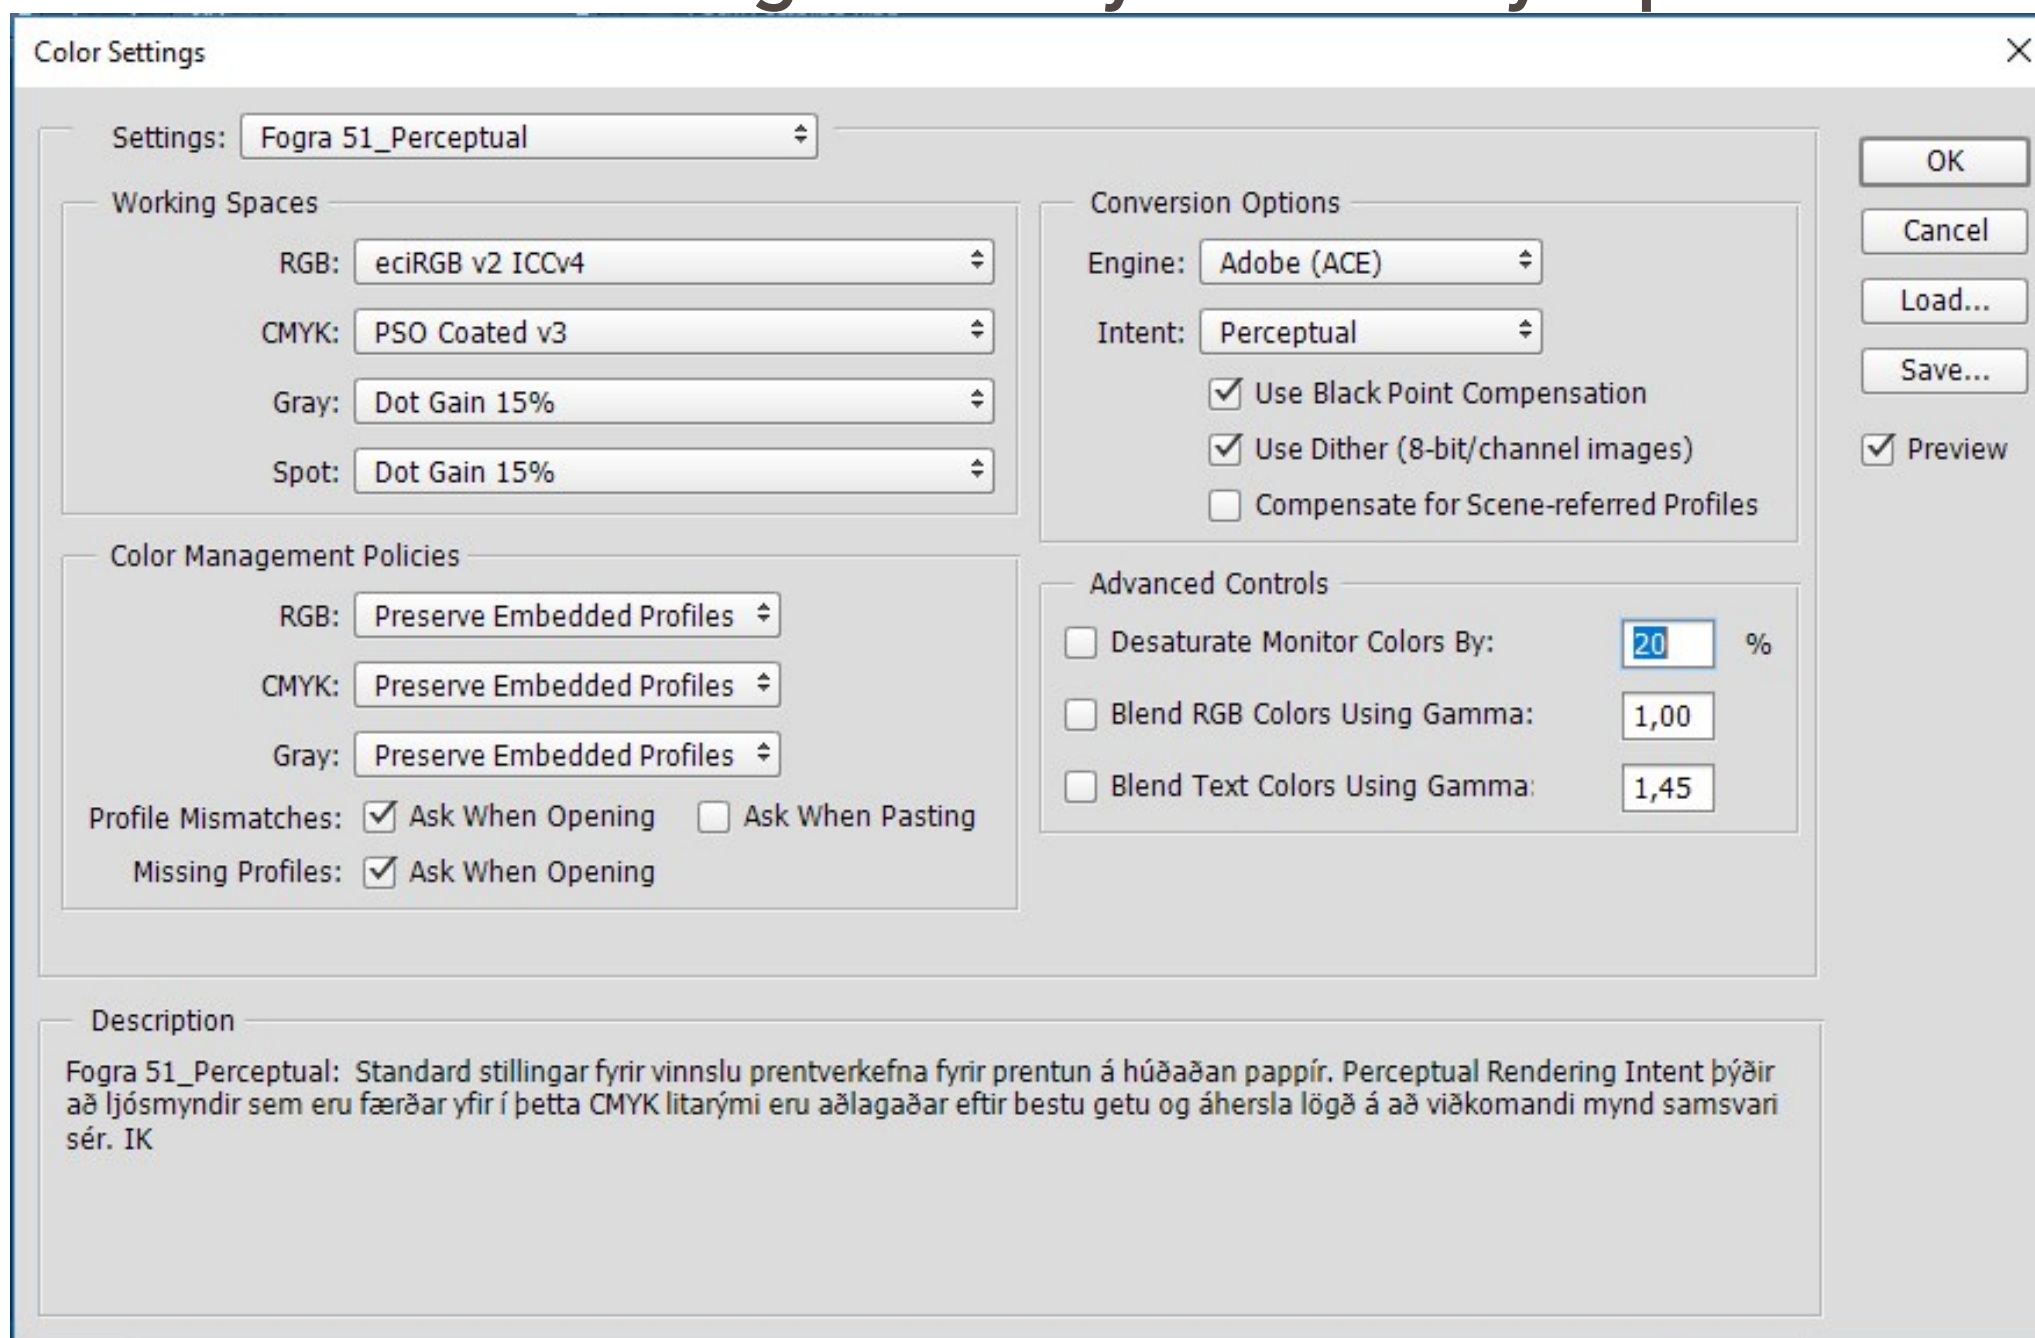 Color Settings
Settings: Fogra 51_Perceptual
Working Spaces
RGB: eciRGB v2 ICCv4
CMYK: PSO Coated v3
Gray: Dot Gain 15%
Spot: Dot Gain 15%
Color Management Policies
RGB: Preserve Embedded Profiles
CMYK: Preserve Embedded Profiles
Gray: Preserve Embedded Profiles
Profile Mismatches: Ask When Opening Ask When Pasting
Missing Profiles: Ask When Opening
Conversion Options
Engine: Adobe (ACE)
Intent: Perceptual
Use Black Point Compensation
Use Dither (8-bit/channel images)
Compensate for Scene-referred Profiles
Advanced Controls
Desaturate Monitor Colors By: 20 %
Blend RGB Colors Using Gamma: 1,00
Blend Text Colors Using Gamma: 1,45
OK
Cancel
Load...
Save...
Preview
Description
Fogra 51_Perceptual: Standard stillingar fyrir vinnslu prentverkefna fyrir prentun á húðaðan pappír. Perceptual Rendering Intent þýðir
að ljósmyndir sem eru færðar yfir í þetta CMYK litarými eru aðlagaðar eftir bestu getu og áhersla lögð á að viðkomandi mynd samsvari
sér. IK